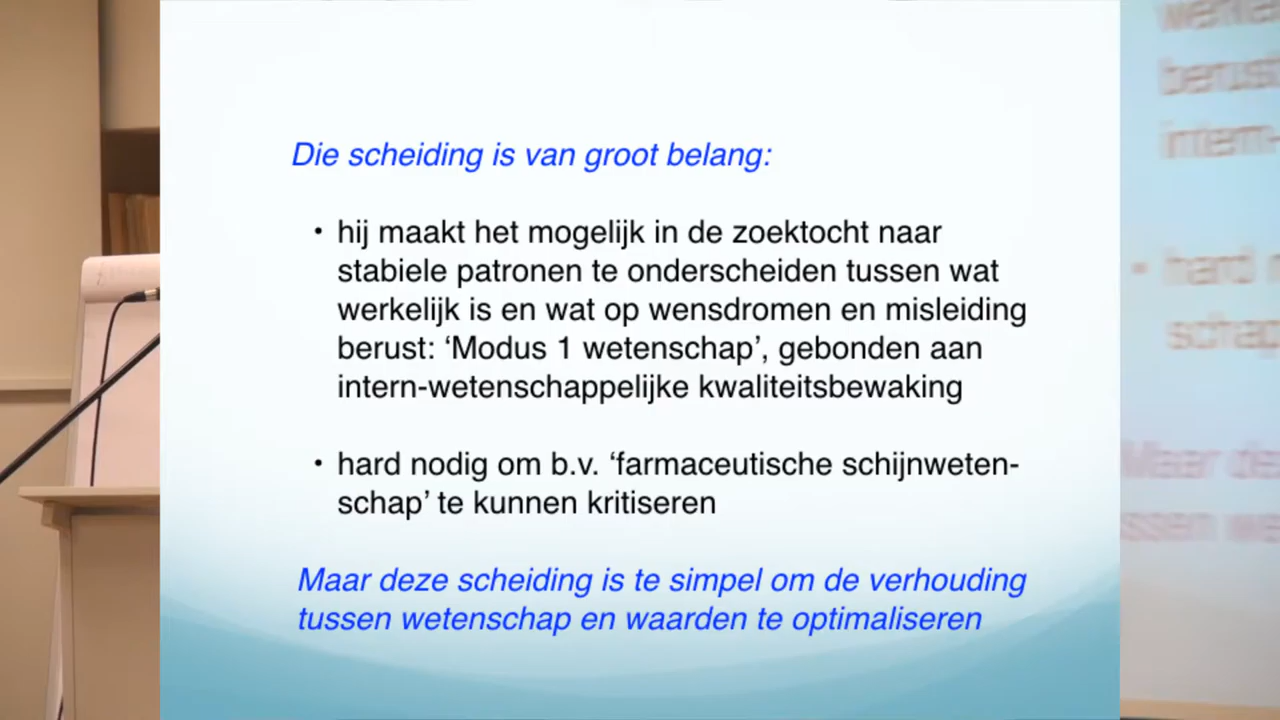 Die scheiding is van groot belang:
• hij maakt het mogelijk in de zoektocht naar
stabiele patronen te onderscheiden tussen wat
werkelijk is en wat op wensdromen en misleiding
berust: ‘Modus 1 wetenschap’, gebonden aan
intern-wetenschappelijke kwaliteitsbewaking
• hard nodig om b.v. ‘farmaceutische schijnweten-
schap’ te kunnen kritiseren
Maar deze scheiding is te simpel om de verhouding
tussen wetenschap en waarden te optimaliseren